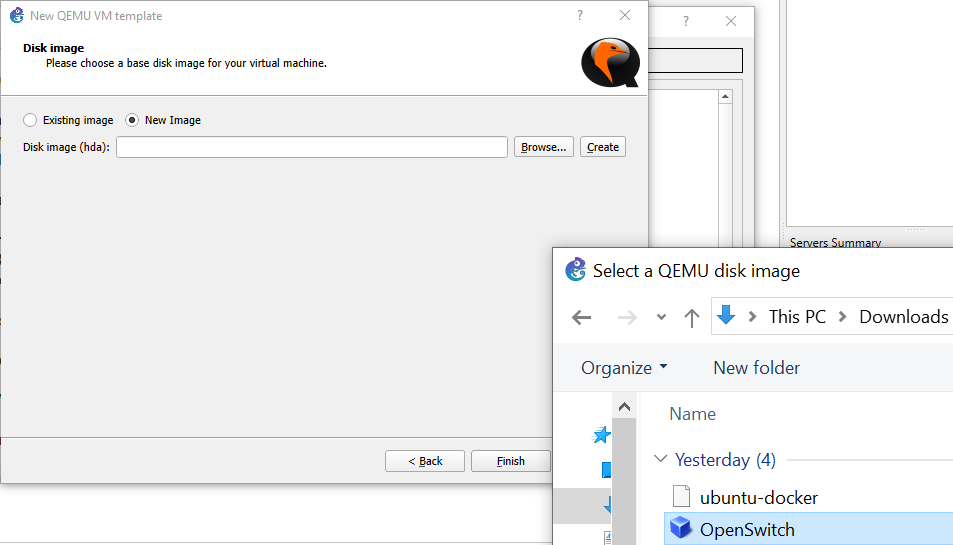 New QEMU VM template
?
?
Disk image
Please choose a base disk image for your virtual machine.
Existing image
New Image
Disk image (hda):
Browse...
Create
Servers Summary
Select a QEMU disk image
This PC > Downloads
Organize
New folder
Name
Yesterday (4)
< Back
Finish
ubuntu-docker
OpenSwitch